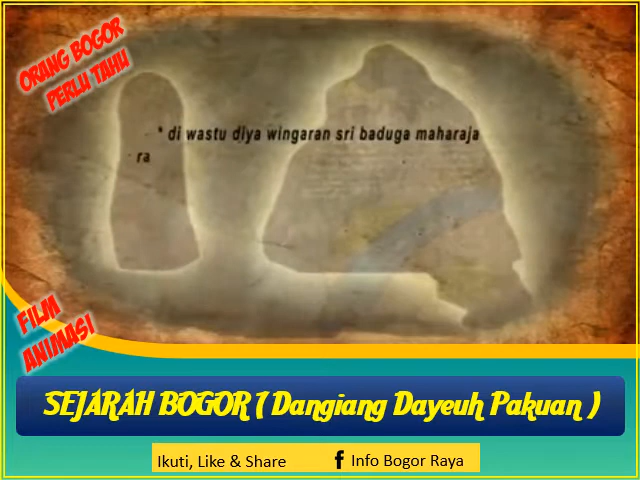 ORANG BOGOR
PERLU TAHU
" di wastu diya wingaran sri baduga maharaja
ra
FILM
ANIMASI
SEJARAH BOGOR ( Dangiang Dayeuh Pakuan )
Ikuti, Like & Share
f Info Bogor Raya